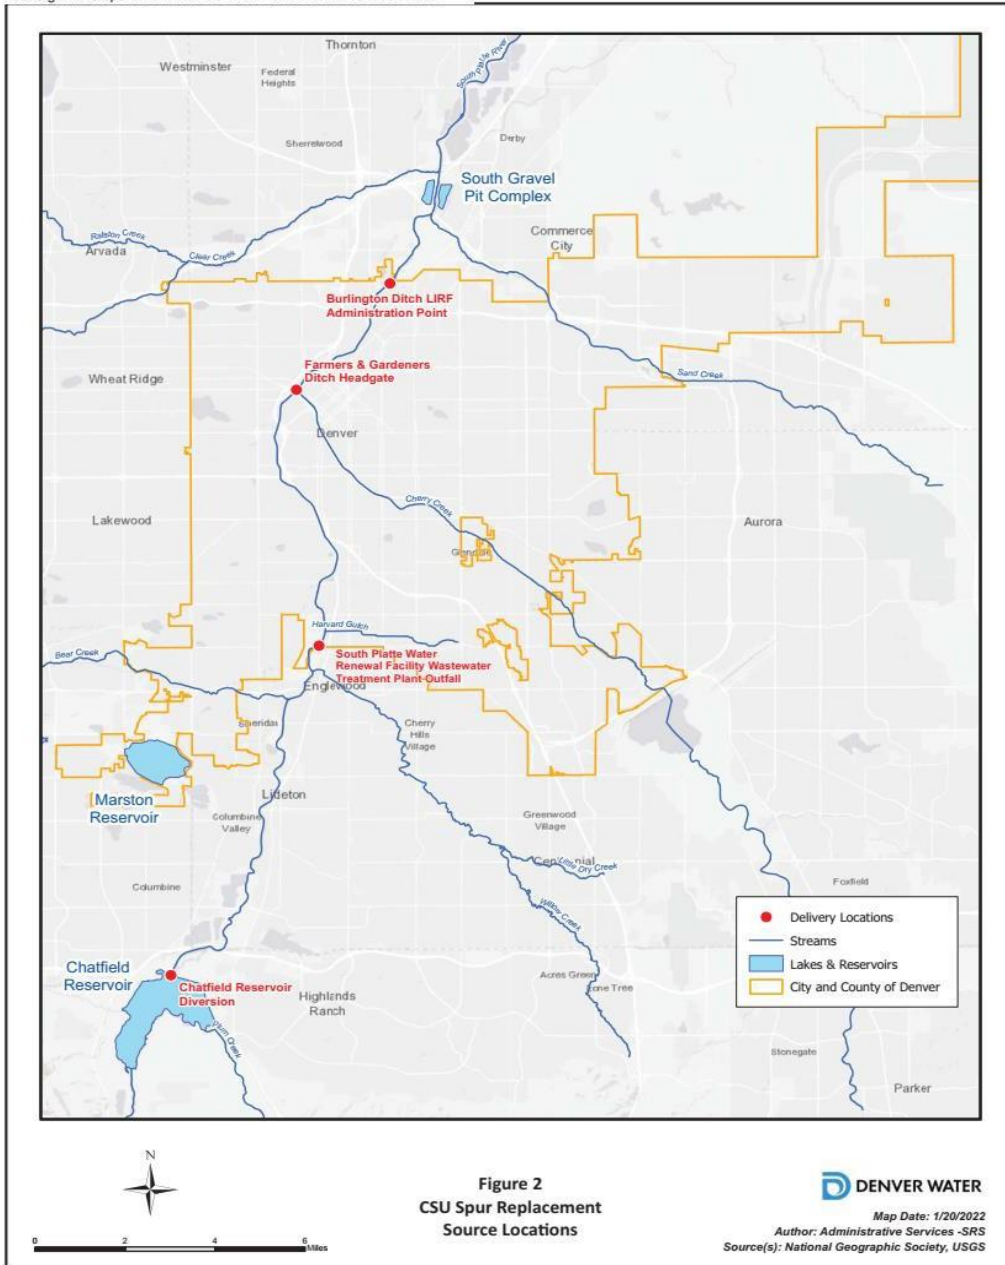 Thornton
Westminster
Federal
Heights
South Platte River
Sherrelwood
Derby
South Gravel
Pit Complex
Ralston Creek
Arvada
Clear Creek
Commerce
City
Burlington Ditch LIRF
Administration Point
Farmers & Gardeners
Ditch Headgate
Wheat Ridge
Sand Creek
Denver
Cherry Creek
Lakewood
Aurora
Harvard Gulch
Bear Creek
South Platte Water
Renewal Facility Wastewater
Treatment Plant Outfall
Englewood
Sheridan
Cherry
Hills
Village
Marston
Reservoir
Littleton
Columbine
Valley
Greenwood
Village
Centennial
Little Dry Creek
Columbine
Foxfield
Willow Creek
Delivery Locations
Streams
Lakes & Reservoirs
City and County of Denver
Chatfield
Reservoir
Chatfield Reservoir
Diversion
Highlands
Ranch
Acres Green
Lone Tree
Plum Creek
Stonegate
Parker
N
0 2 4 6
Miles
Figure 2
CSU Spur Replacement
Source Locations
DENVER WATER
Map Date: 1/20/2022
Author: Administrative Services -SRS
Source(s): National Geographic Society, USGS